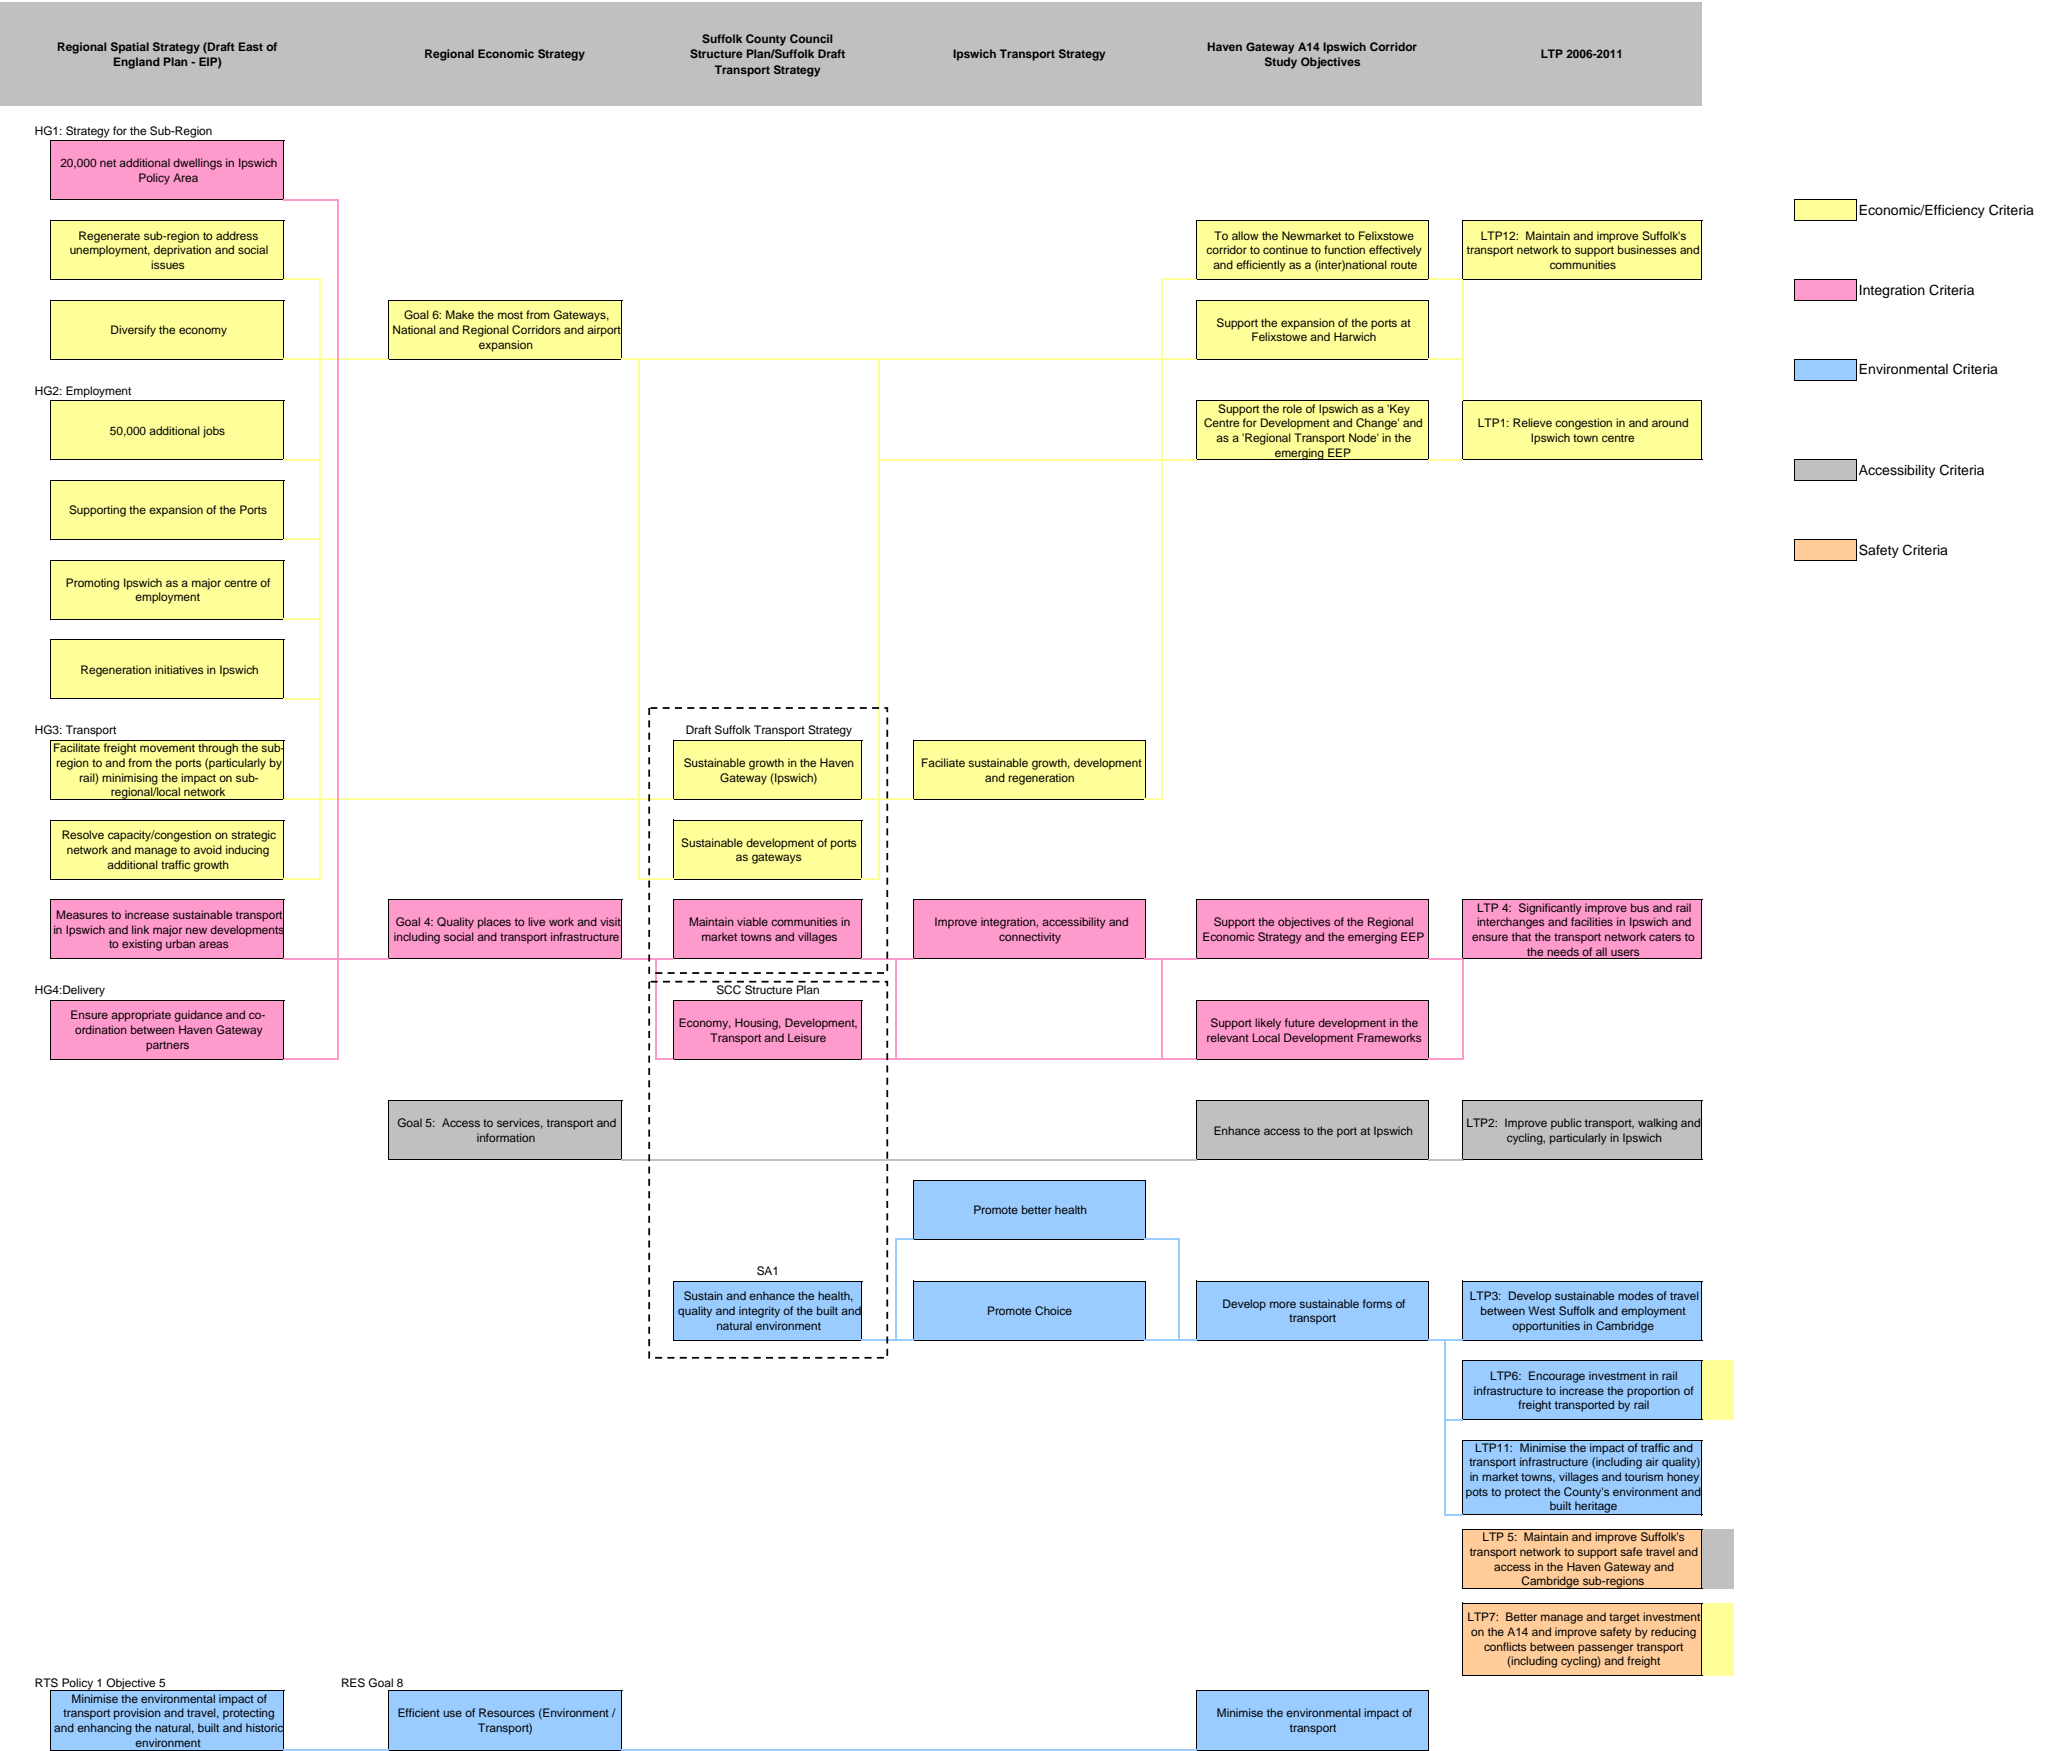 Regional Spatial Strategy (Draft East of
England Plan - EIP)
Regional Economic Strategy
Suffolk County Council
Structure Plan/Suffolk Draft
Transport Strategy
Ipswich Transport Strategy
Haven Gateway A14 Ipswich Corridor
Study Objectives
LTP 2006-2011
HG1: Strategy for the Sub-Region
20,000 net additional dwellings in Ipswich
Policy Area
Regenerate sub-region to address
unemployment, deprivation and social
issues
To allow the Newmarket to Felixstowe
corridor to continue to function effectively
and efficiently as a (inter)national route
LTP12:  Maintain and improve Suffolk's
transport network to support businesses and
communities
Economic/Efficiency Criteria
Integration Criteria
Diversify the economy
Goal 6: Make the most from Gateways,
National and Regional Corridors and airport
expansion
Support the expansion of the ports at
Felixstowe and Harwich
Environmental Criteria
HG2: Employment
50,000 additional jobs
Support the role of Ipswich as a 'Key
Centre for Development and Change' and
as a 'Regional Transport Node' in the
emerging EEP
LTP1: Relieve congestion in and around
Ipswich town centre
Accessibility Criteria
Supporting the expansion of the Ports
Safety Criteria
Promoting Ipswich as a major centre of
employment
Regeneration initiatives in Ipswich
HG3: Transport
Draft Suffolk Transport Strategy
Facilitate freight movement through the sub-
region to and from the ports (particularly by
rail) minimising the impact on sub-
regional/local network
Sustainable growth in the Haven
Gateway (Ipswich)
Faciliate sustainable growth, development
and regeneration
Resolve capacity/congestion on strategic
network and manage to avoid inducing
additional traffic growth
Sustainable development of ports
as gateways
Measures to increase sustainable transport
in Ipswich and link major new developments
to existing urban areas
Goal 4: Quality places to live work and visit
including social and transport infrastructure
Maintain viable communities in
market towns and villages
Improve integration, accessibility and
connectivity
Support the objectives of the Regional
Economic Strategy and the emerging EEP
LTP 4:  Significantly improve bus and rail
interchanges and facilities in Ipswich and
ensure that the transport network caters to
the needs of all users
HG4:Delivery
SCC Structure Plan
Ensure appropriate guidance and co-
ordination between Haven Gateway
partners
Economy, Housing, Development,
Transport and Leisure
Support likely future development in the
relevant Local Development Frameworks
Goal 5:  Access to services, transport and
information
Enhance access to the port at Ipswich
LTP2:  Improve public transport, walking and
cycling, particularly in Ipswich
Promote better health
SA1
Sustain and enhance the health,
quality and integrity of the built and
natural environment
Promote Choice
Develop more sustainable forms of
transport
LTP3:  Develop sustainable modes of travel
between West Suffolk and employment
opportunities in Cambridge
LTP6:  Encourage investment in rail
infrastructure to increase the proportion of
freight transported by rail
LTP11:  Minimise the impact of traffic and
transport infrastructure (including air quality)
in market towns, villages and tourism honey
pots to protect the County's environment and
built heritage
LTP 5:  Maintain and improve Suffolk's
transport network to support safe travel and
access in the Haven Gateway and
Cambridge sub-regions
LTP7:  Better manage and target investment
on the A14 and improve safety by reducing
conflicts between passenger transport
(including cycling) and freight
RTS Policy 1 Objective 5
RES Goal 8
Minimise the environmental impact of
transport provision and travel, protecting
and enhancing the natural, built and historic
environment
Efficient use of Resources (Environment /
Transport)
Minimise the environmental impact of
transport